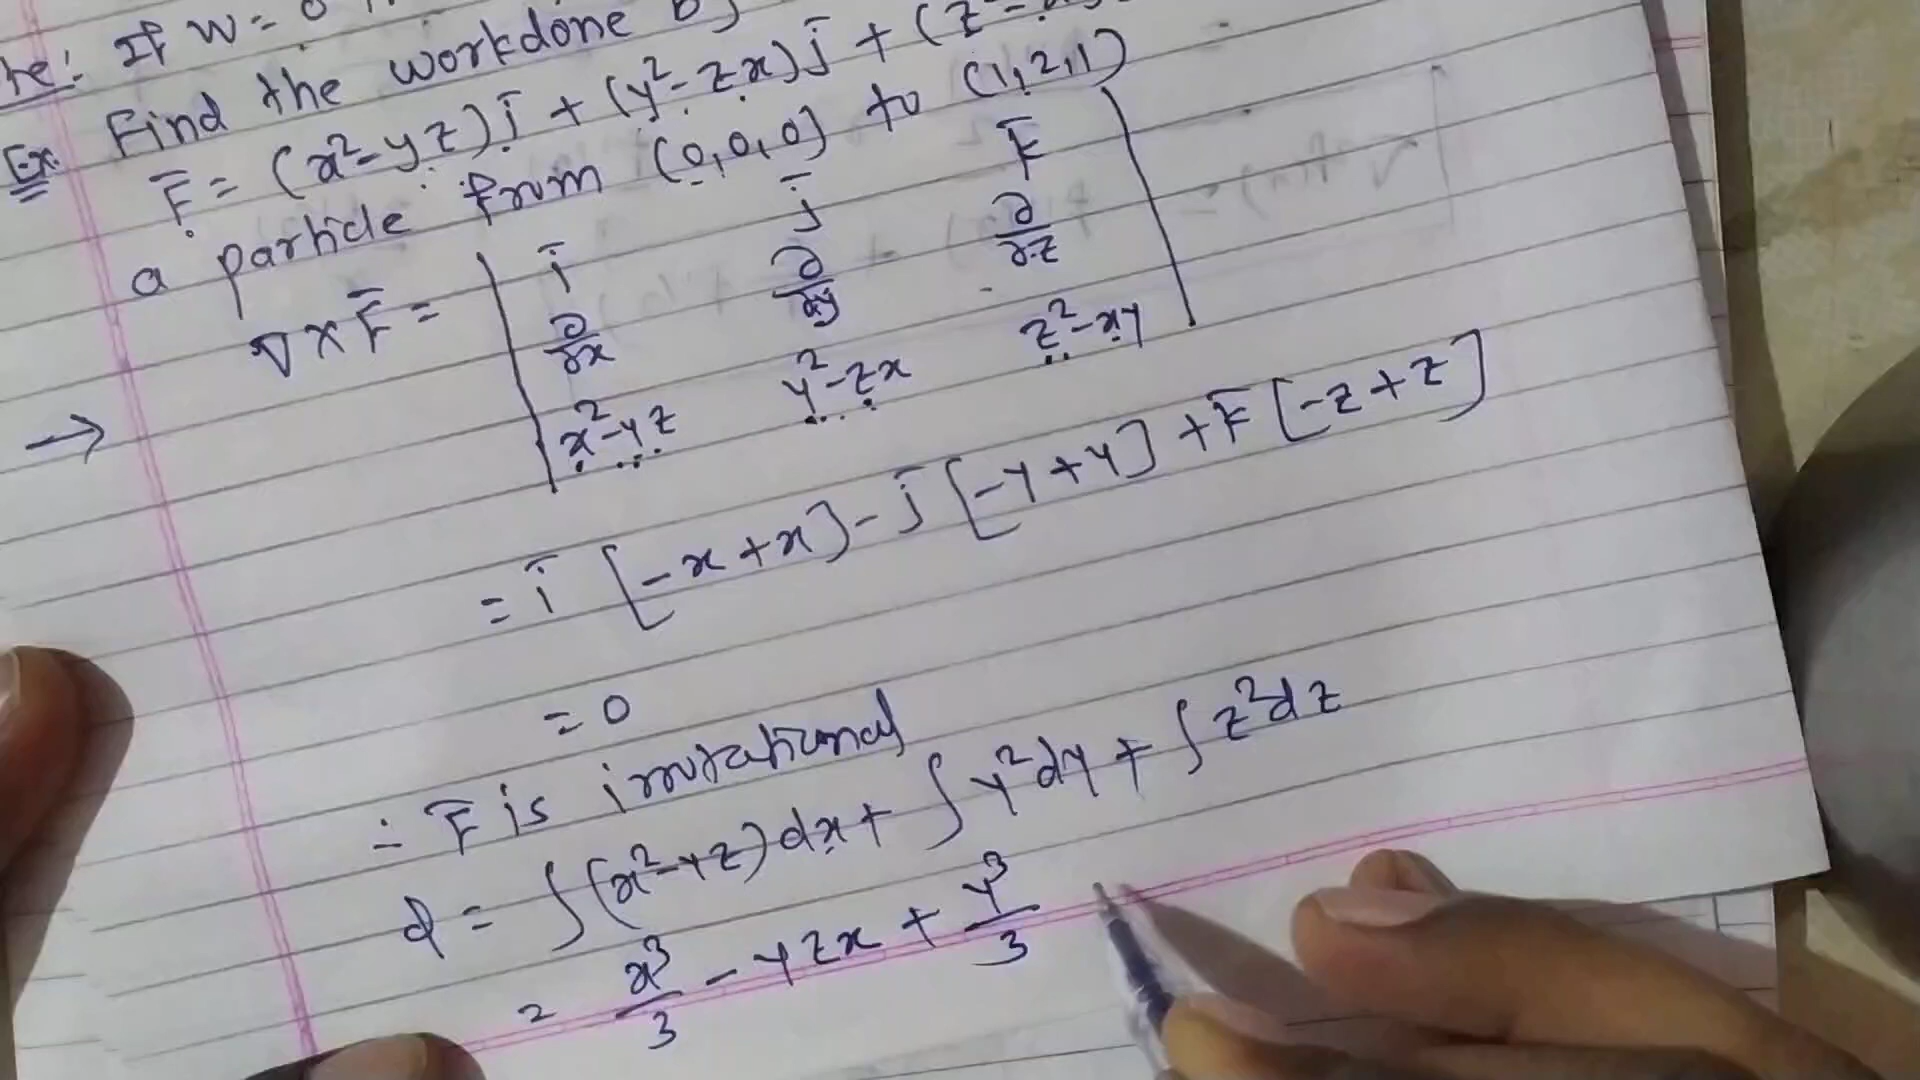 If W = 0
Ex. Find the workdone by
F̄ = (x²-yz)ī + (y²-zx)j̄ + (z²-
a particle from (0,0,0) to (1,2,1)
∇×F̄ = | ī j̄ k̄ |
| ∂/∂x ∂/∂y ∂/∂z |
| x²-yz y²-zx z²-xy |
→
= ī [-x+x] - j̄ [-y+y] + k̄ [-z+z]
= 0
∴ F̄ is irrotational
φ = ∫(x²-yz)dx + ∫y²dy + ∫z²dz
= x³/3 - yzx + y³/3